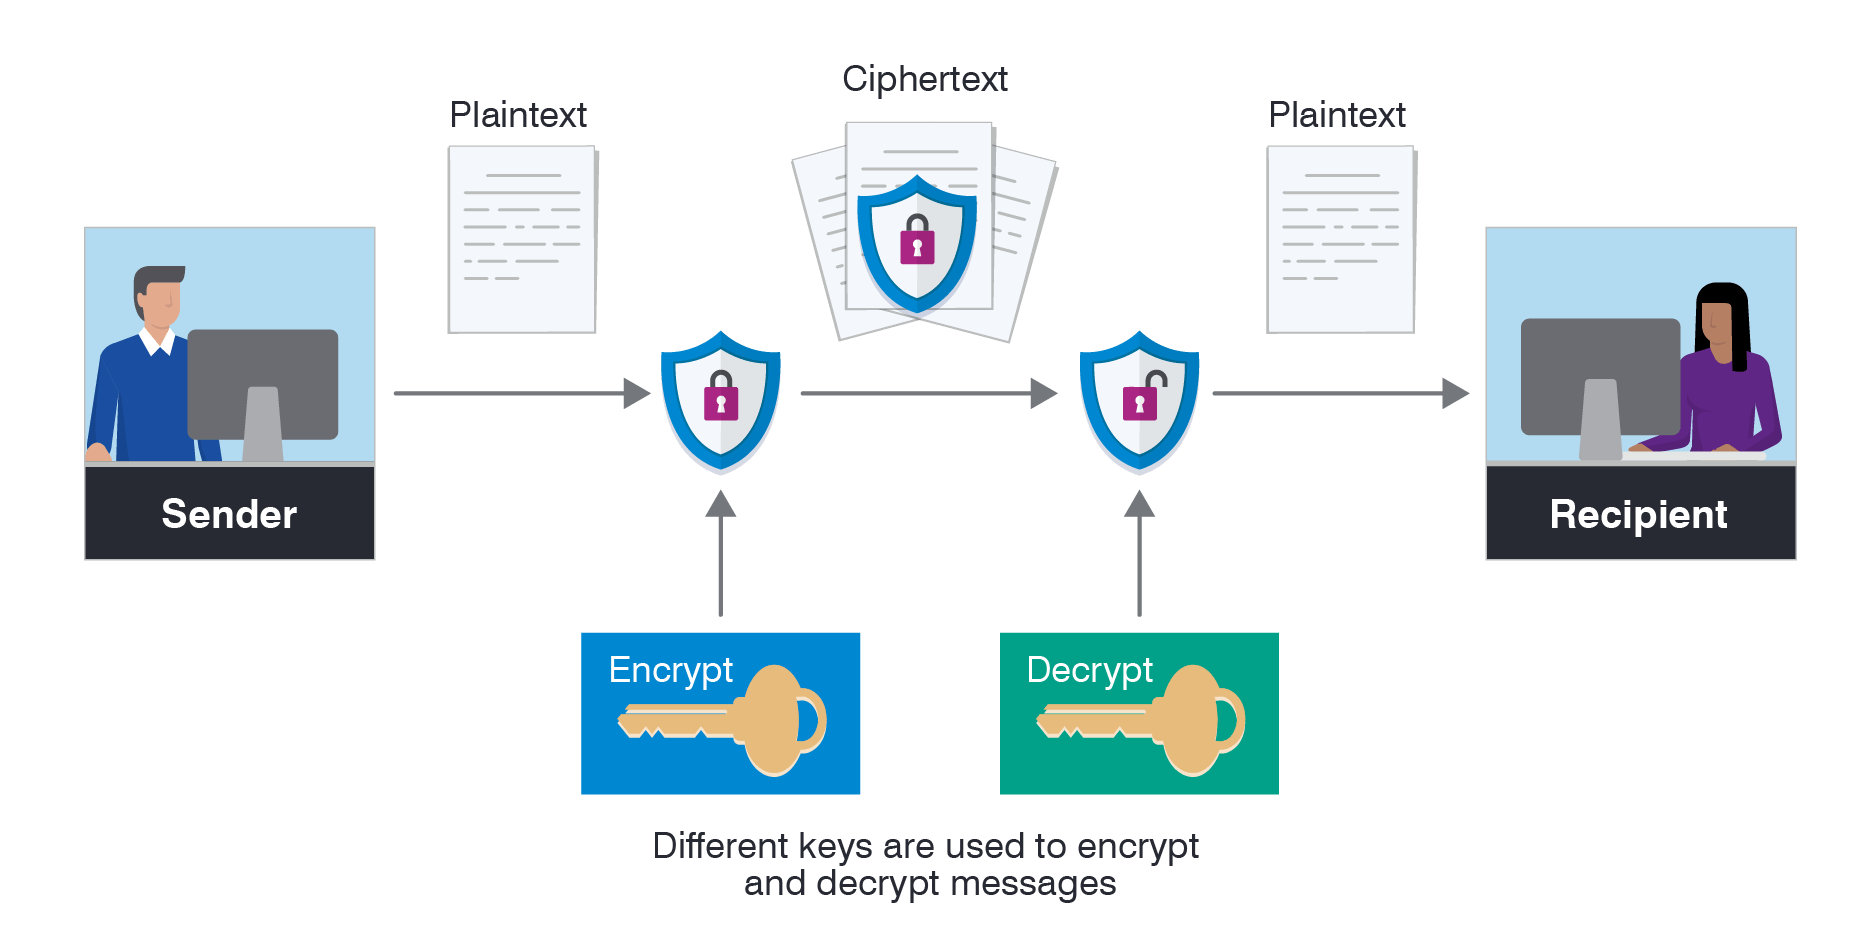 Ciphertext
Plaintext
Plaintext
Sender
Recipient
Encrypt
Decrypt
Different keys are used to encrypt
and decrypt messages